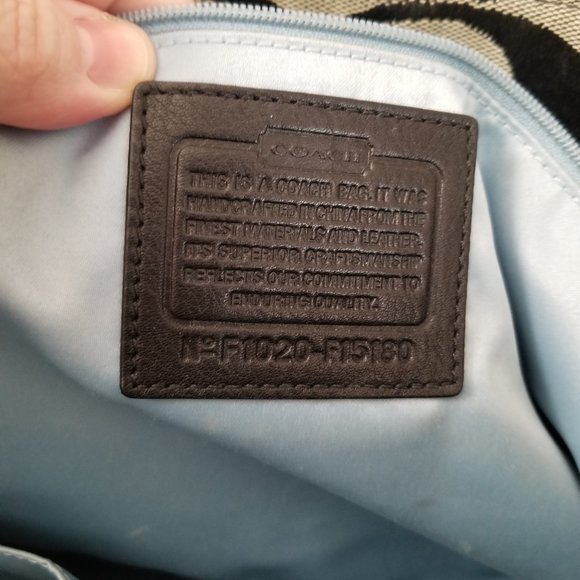 COACH
THIS IS A COACH BAG. IT WAS
HANDCRAFTED IN CHINA FROM THE
FINEST MATERIALS AND LEATHER.
ITS SUPERIOR CRAFTSMANSHIP
REFLECTS OUR COMMITMENT TO
ENDURING QUALITY.
Nº F1020-F15180